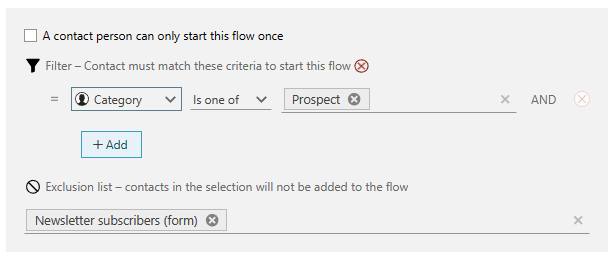 A contact person can only start this flow once
Filter – Contact must match these criteria to start this flow
= Category Is one of Prospect AND
+ Add
Exclusion list – contacts in the selection will not be added to the flow
Newsletter subscribers (form)